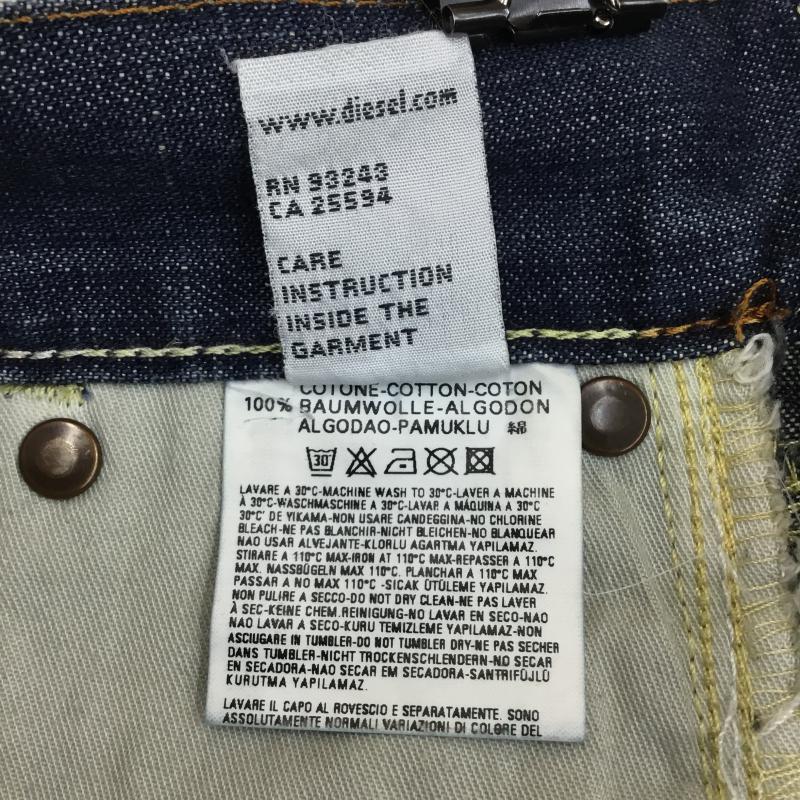 www.diesel.com
RN 93243
CA 25594
CARE
INSTRUCTION
INSIDE THE
GARMENT
COTONE-COTTON-COTON
100% BAUMWOLLE-ALGODON
ALGODAO-PAMUKLU 綿
30°
LAVARE A 30°C-MACHINE WASH TO 30°C-LAVER A MACHINE
À 30°C-WASCHMASCHINE A 30°C-LAVAR A MÁQUINA A 30°C
30°C' DE YIKAMA-NON USARE CANDEGGINA-NO CHLORINE
BLEACH-NE PAS BLANCHIR-NICHT BLEICHEN-NO BLANQUEAR
NAO USAR ALVEJANTE-KLORLU AGARTMA YAPILAMAZ.
STIRARE A 110°C MAX-IRON AT 110°C MAX-REPASSER A 110°C
MAX. NASSBÜGELN MAX 110°C. PLANCHAR A 110°C MAX
PASSAR A NO MAX 110°C -SICAK ÜTÜLEME YAPILAMAZ.
NON PULIRE A SECCO-DO NOT DRY CLEAN-NE PAS LAVER
À SEC-KEINE CHEM.REINIGUNG-NO LAVAR EN SECO-NAO
NAO LAVAR A SECO-KURU TEMIZLEME YAPILAMAZ-NON
ASCIUGARE IN TUMBLER-DO NOT TUMBLER DRY-NE PAS SECHER
DANS TUMBLER-NICHT TROCKENSCHLENDERN-NO SECAR
EN SECADORA-NAO SECAR EM SECADORA-SANTRIFÜJLÜ
KURUTMA YAPILAMAZ.
LAVARE IL CAPO AL ROVESCIO E SEPARATAMENTE. SONO
ASSOLUTAMENTE NORMALI VARIAZIONI DI COLORE DEL